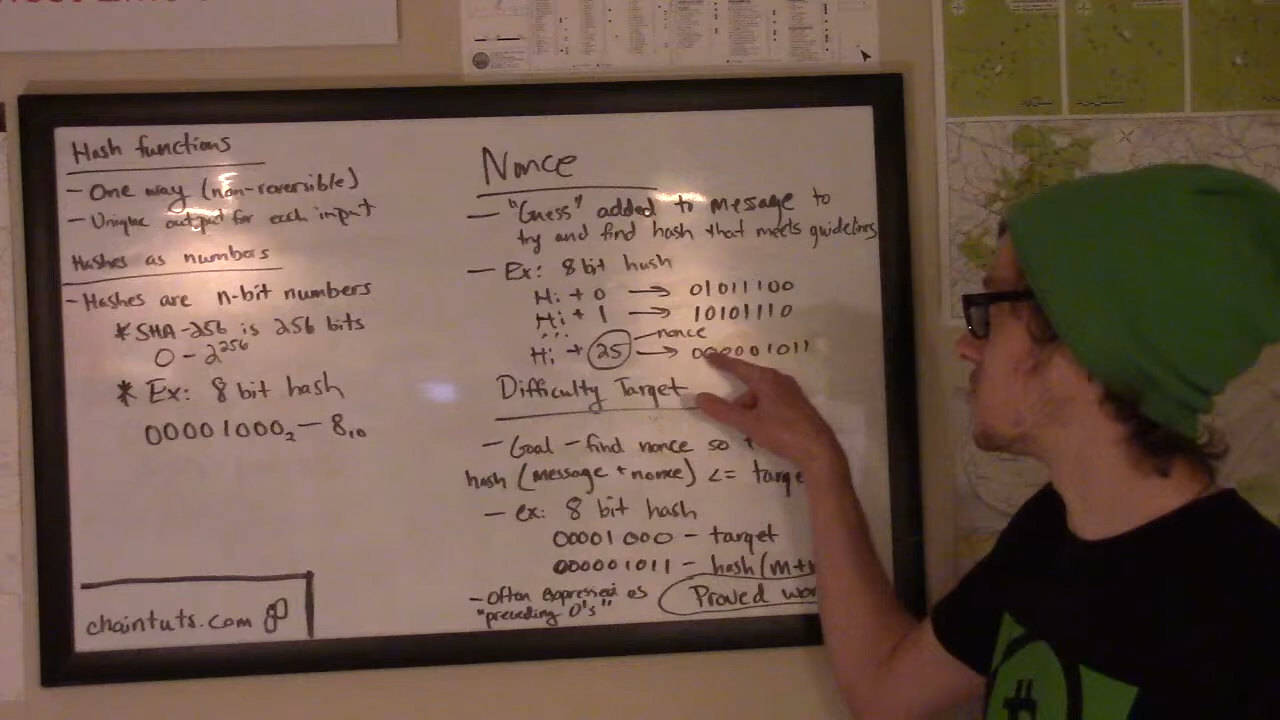 Hash functions
- One way (non-reversible)
- Unique output for each input
Hashes as numbers
- Hashes are n-bit numbers
* SHA-256 is 256 bits
0 - 2^256
* Ex: 8 bit hash
00001000₂ - 8₁₀
chaintuts.com
Nonce
- "Guess" added to message to
try and find hash that meets guidelines
- Ex: 8 bit hash
Hi + 0 → 01011100
Hi + 1 → 10101110
... nonce
Hi + 25 → 000001011
Difficulty Target
- Goal - find nonce so
hash (message + nonce) <= targe
- ex: 8 bit hash
00001000 - target
000001011 - hash(m+
- Often expressed as
"preceding 0's"
Proved wor